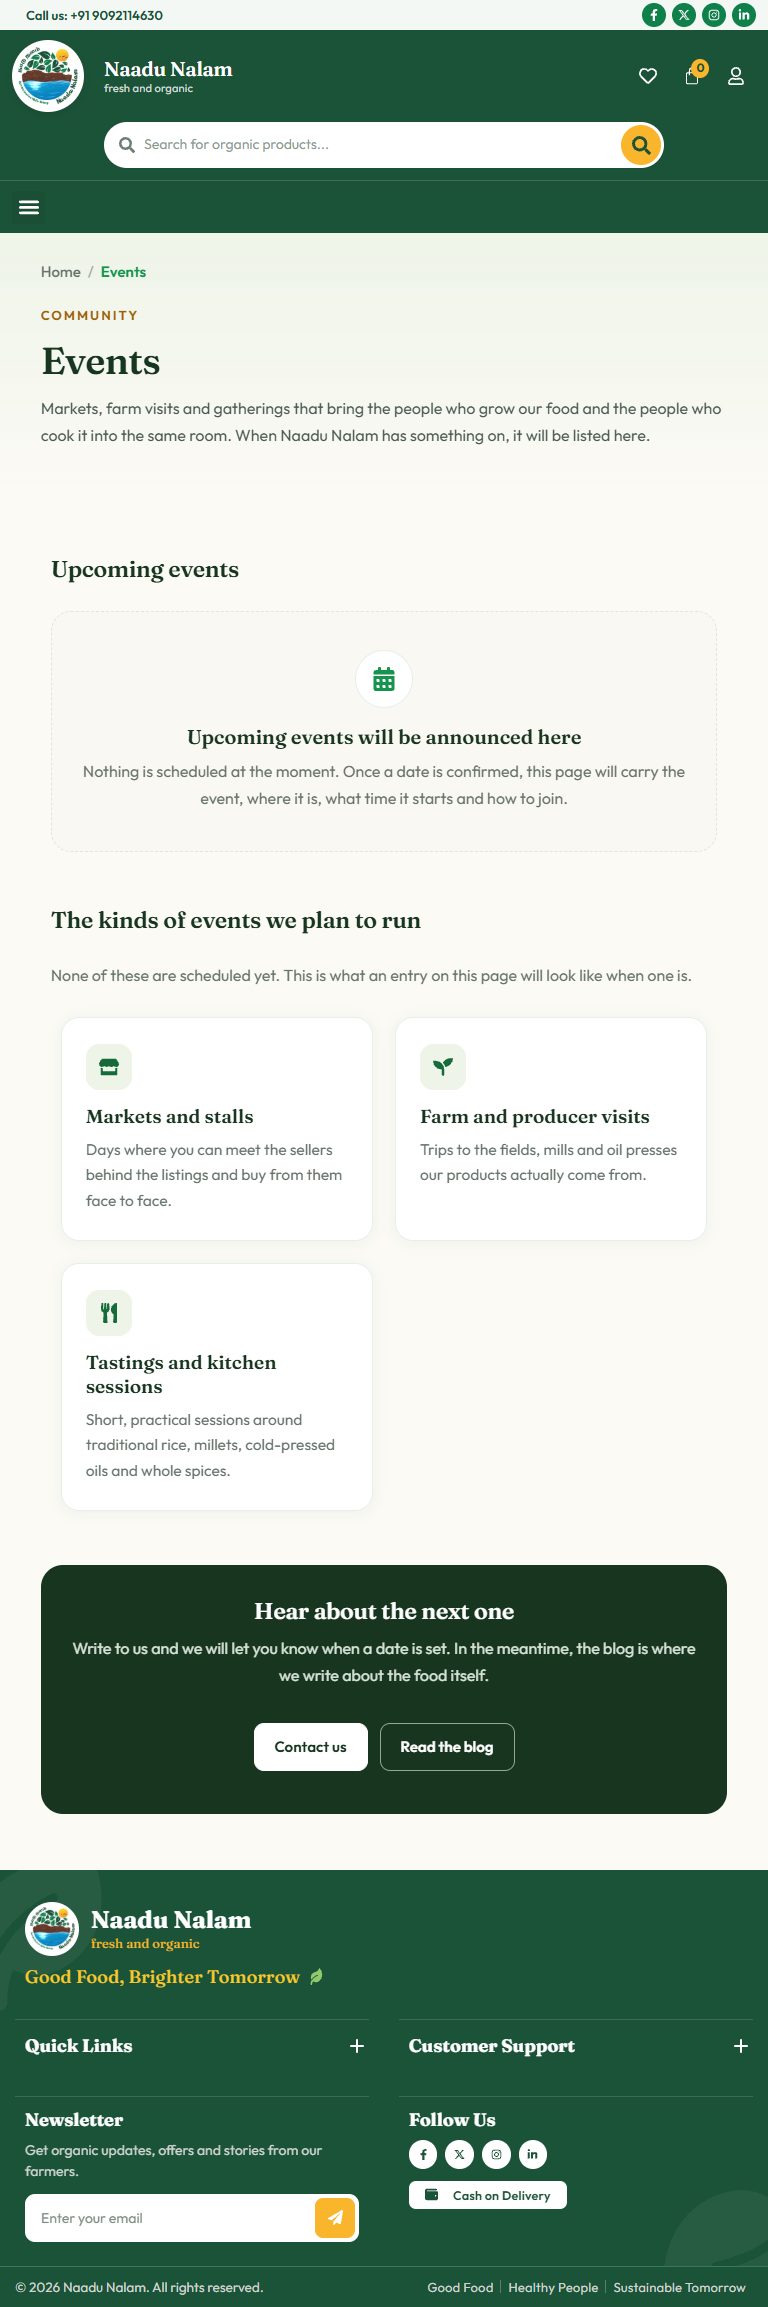 Call us: +91 9092114630
Naadu Nalam
fresh and organic
0
Search for organic products...
Home / Events
COMMUNITY
Events
Markets, farm visits and gatherings that bring the people who grow our food and the people who
cook it into the same room. When Naadu Nalam has something on, it will be listed here.
Upcoming events
Upcoming events will be announced here
Nothing is scheduled at the moment. Once a date is confirmed, this page will carry the
event, where it is, what time it starts and how to join.
The kinds of events we plan to run
None of these are scheduled yet. This is what an entry on this page will look like when one is.
Markets and stalls
Days where you can meet the sellers
behind the listings and buy from them
face to face.
Farm and producer visits
Trips to the fields, mills and oil presses
our products actually come from.
Tastings and kitchen
sessions
Short, practical sessions around
traditional rice, millets, cold-pressed
oils and whole spices.
Hear about the next one
Write to us and we will let you know when a date is set. In the meantime, the blog is where
we write about the food itself.
Contact us
Read the blog
Naadu Nalam
fresh and organic
Good Food, Brighter Tomorrow
Quick Links
Customer Support
Newsletter
Get organic updates, offers and stories from our
farmers.
Enter your email
Follow Us
Cash on Delivery
© 2026 Naadu Nalam. All rights reserved.
Good Food | Healthy People | Sustainable Tomorrow